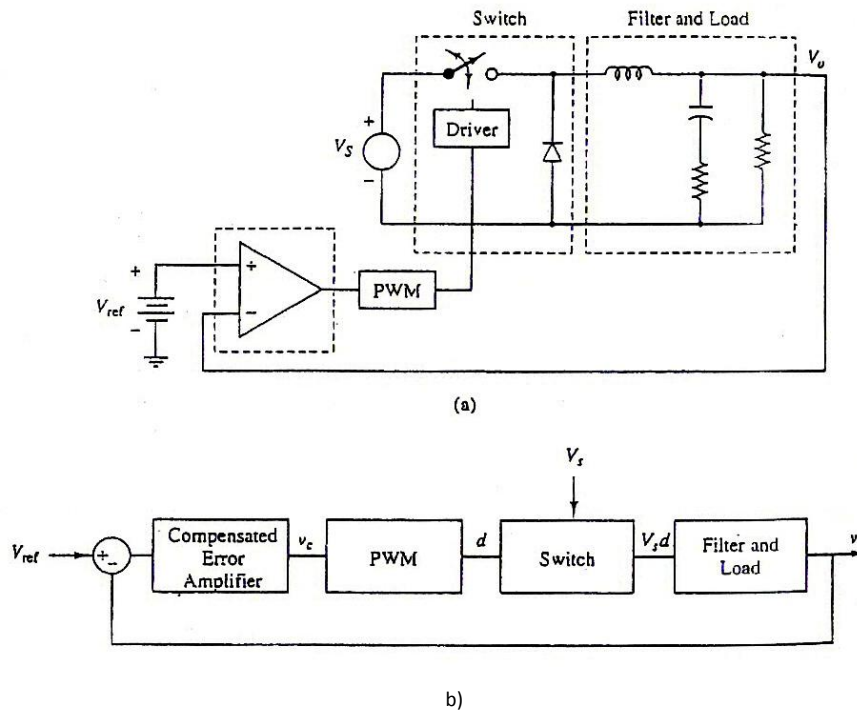 Switch
Filter and Load
V_o
V_S
+
−
Driver
+
V_ref
−
+
−
PWM
(a)
V_s
V_ref
+
−
Compensated
Error
Amplifier
v_c
PWM
d
Switch
V_s d
Filter and
Load
v
b)